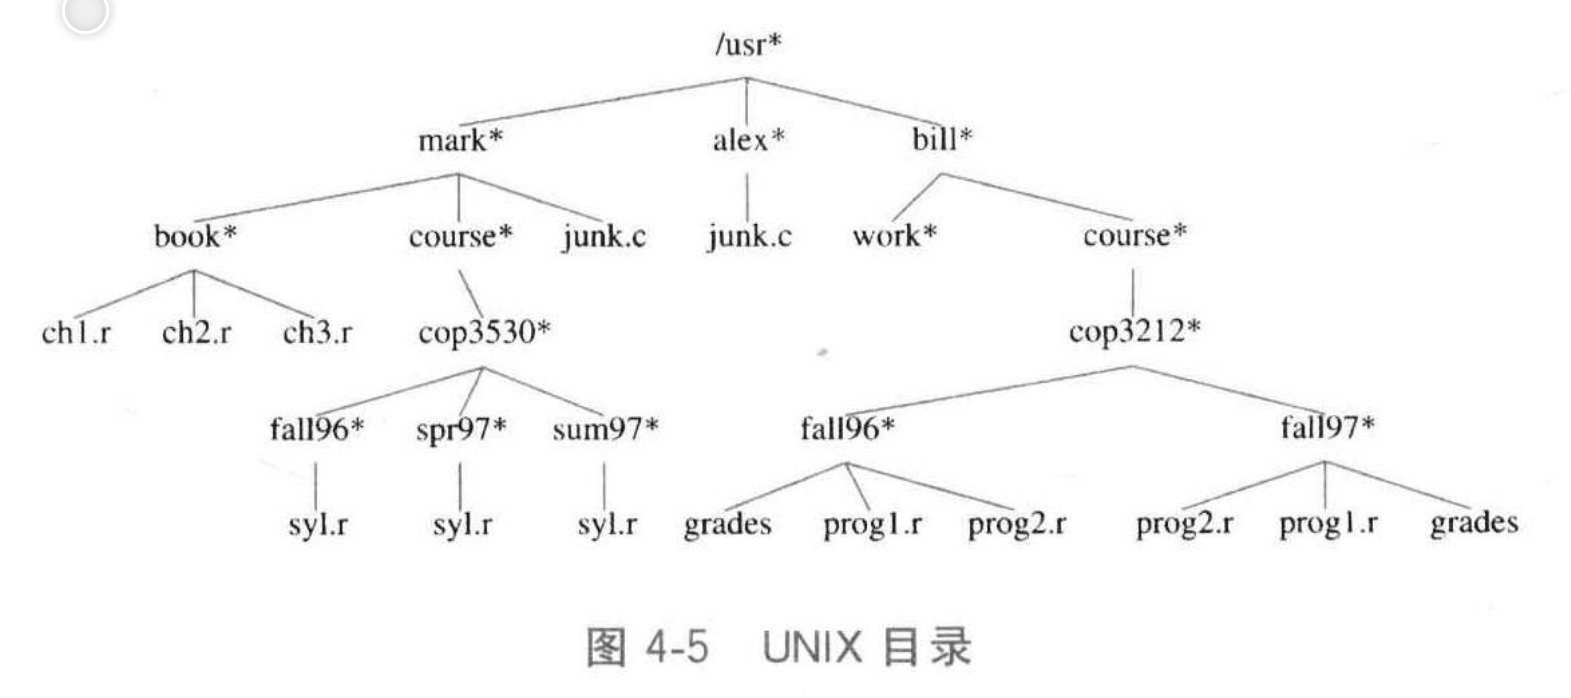 /usr*
mark* alex* bill*
book* course* junk.c junk.c work* course*
ch1.r ch2.r ch3.r cop3530* cop3212*
fall96* spr97* sum97* fall96* fall97*
syl.r syl.r syl.r grades prog1.r prog2.r prog2.r prog1.r grades
图 4-5 UNIX 目录